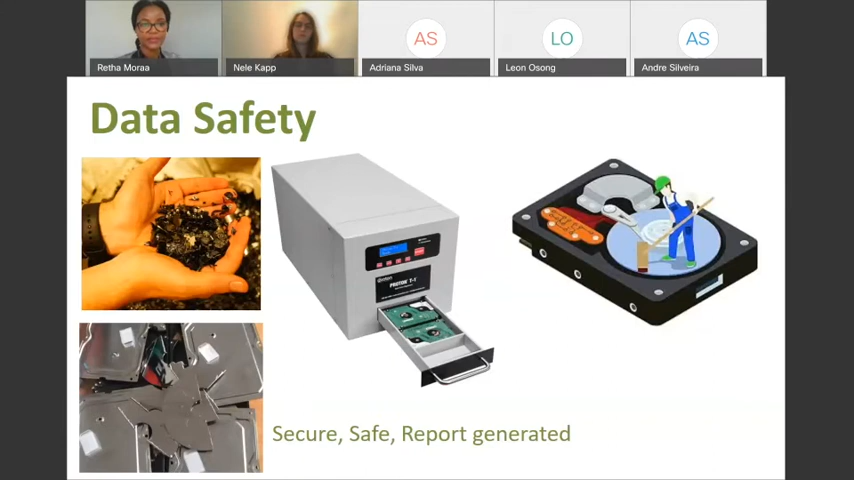 AS
LO
AS
Retha Moraa
Nele Kapp
Adriana Silva
Leon Osong
Andre Silveira
Data Safety
Secure, Safe, Report generated